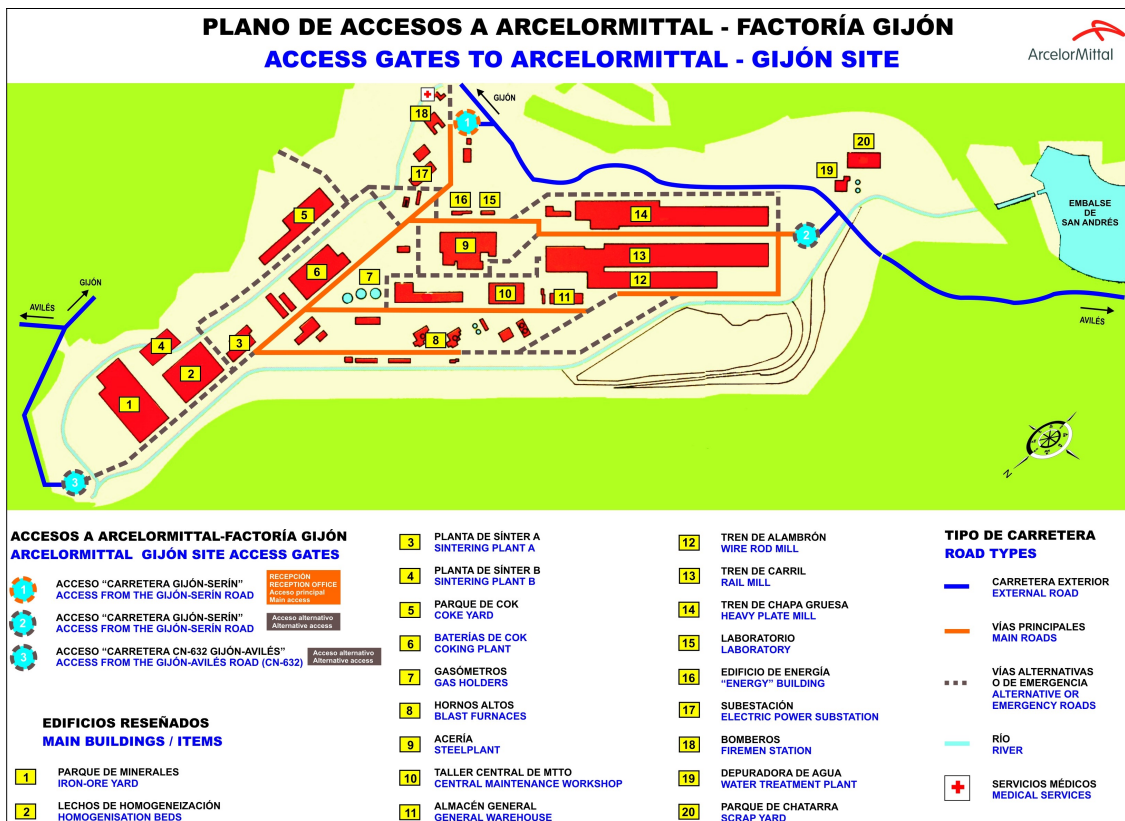 PLANO DE ACCESOS A ARCELORMITTAL - FACTORÍA GIJÓN
ACCESS GATES TO ARCELORMITTAL - GIJÓN SITE
ArcelorMittal
GIJÓN
18
1
20
17
19
16
15
5
14
EMBALSE
DE
SAN ANDRÉS
2
9
13
6
7
12
GIJÓN
10
11
AVILÉS
AVILÉS
8
4
3
2
1
3
N
ACCESOS A ARCELORMITTAL-FACTORÍA GIJÓN
ARCELORMITTAL GIJÓN SITE ACCESS GATES
1
ACCESO “CARRETERA GIJÓN-SERÍN”
ACCESS FROM THE GIJÓN-SERÍN ROAD
RECEPCIÓN
RECEPTION OFFICE
Acceso principal
Main access
2
ACCESO “CARRETERA GIJÓN-SERÍN”
ACCESS FROM THE GIJÓN-SERÍN ROAD
Acceso alternativo
Alternative access
3
ACCESO “CARRETERA CN-632 GIJÓN-AVILÉS”
ACCESS FROM THE GIJÓN-AVILÉS ROAD (CN-632)
Acceso alternativo
Alternative access
EDIFICIOS RESEÑADOS
MAIN BUILDINGS / ITEMS
1
PARQUE DE MINERALES
IRON-ORE YARD
2
LECHOS DE HOMOGENEIZACIÓN
HOMOGENISATION BEDS
3
PLANTA DE SÍNTER A
SINTERING PLANT A
4
PLANTA DE SÍNTER B
SINTERING PLANT B
5
PARQUE DE COK
COKE YARD
6
BATERÍAS DE COK
COKING PLANT
7
GASÓMETROS
GAS HOLDERS
8
HORNOS ALTOS
BLAST FURNACES
9
ACERÍA
STEELPLANT
10
TALLER CENTRAL DE MTTO
CENTRAL MAINTENANCE WORKSHOP
11
ALMACÉN GENERAL
GENERAL WAREHOUSE
12
TREN DE ALAMBRÓN
WIRE ROD MILL
13
TREN DE CARRIL
RAIL MILL
14
TREN DE CHAPA GRUESA
HEAVY PLATE MILL
15
LABORATORIO
LABORATORY
16
EDIFICIO DE ENERGÍA
“ENERGY” BUILDING
17
SUBESTACIÓN
ELECTRIC POWER SUBSTATION
18
BOMBEROS
FIREMEN STATION
19
DEPURADORA DE AGUA
WATER TREATMENT PLANT
20
PARQUE DE CHATARRA
SCRAP YARD
TIPO DE CARRETERA
ROAD TYPES
CARRETERA EXTERIOR
EXTERNAL ROAD
VÍAS PRINCIPALES
MAIN ROADS
VÍAS ALTERNATIVAS
O DE EMERGENCIA
ALTERNATIVE OR
EMERGENCY ROADS
RÍO
RIVER
SERVICIOS MÉDICOS
MEDICAL SERVICES